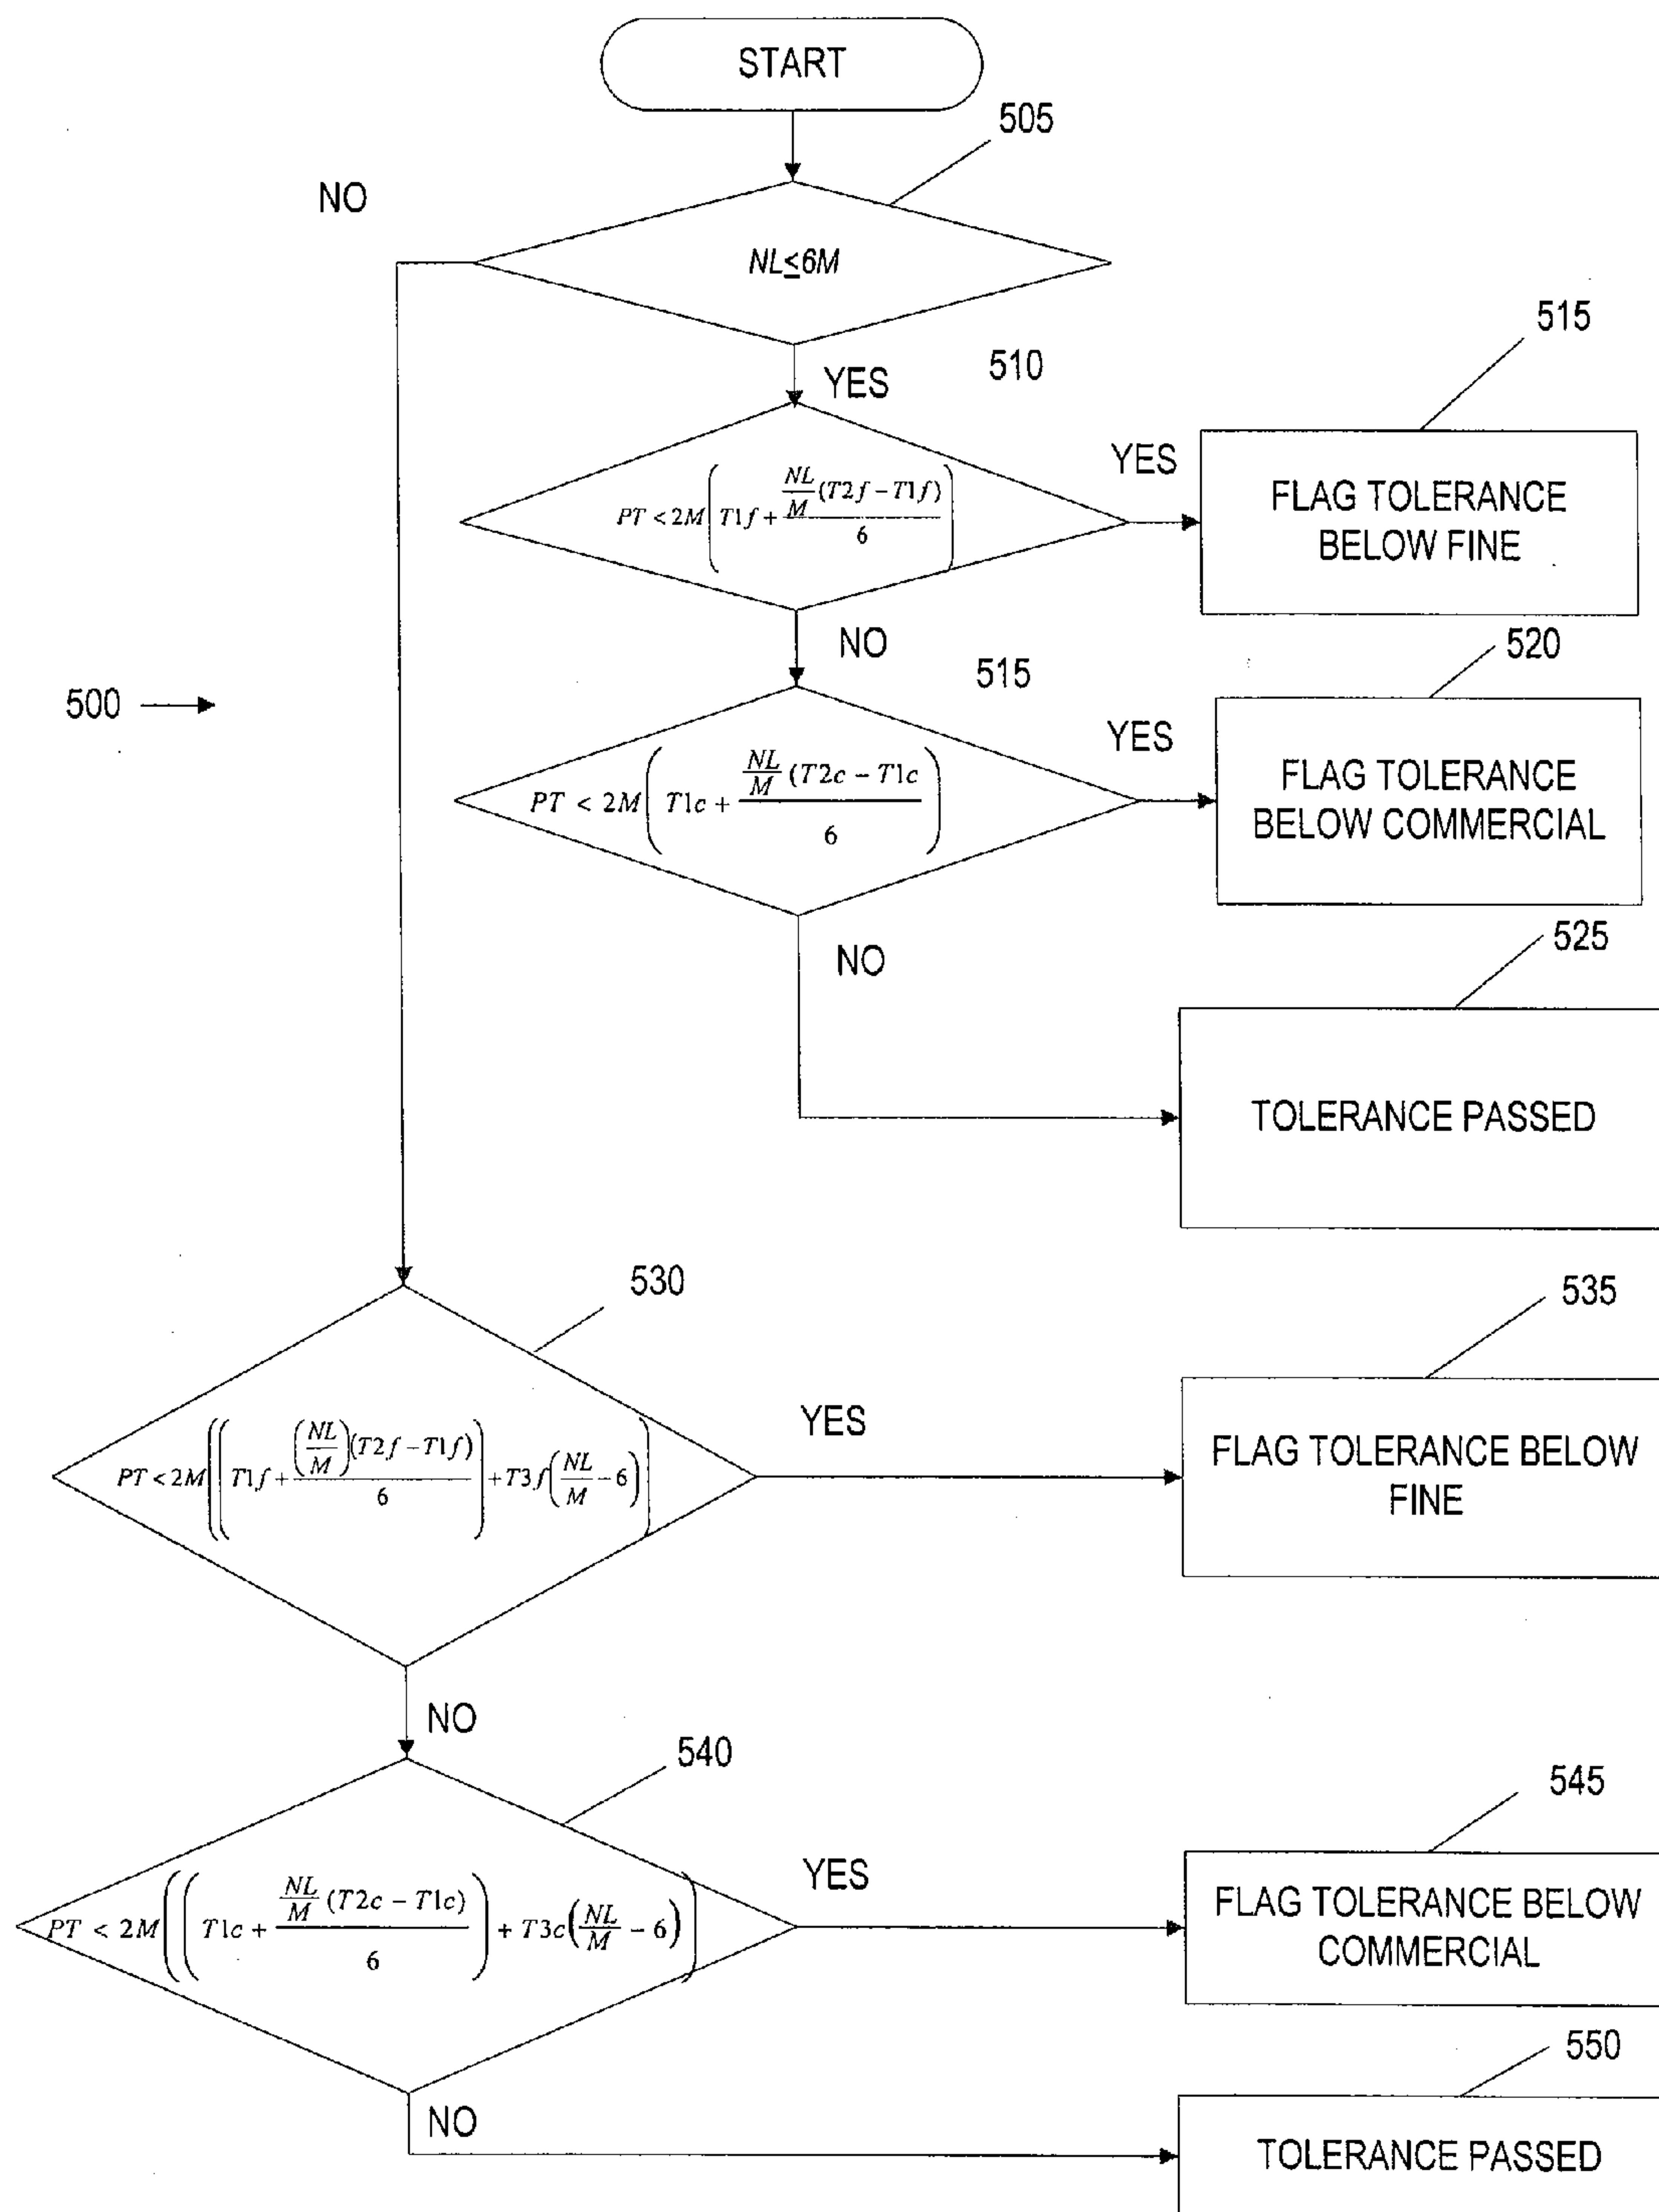 START
505
NO
NL≤6M
515
510
YES
YES
PT < 2M(T1f + NL/M (T2f – T1f)/6)
FLAG TOLERANCE
BELOW FINE
NO
515
520
500
YES
PT < 2M(T1c + NL/M (T2c – T1c/6)
FLAG TOLERANCE
BELOW COMMERCIAL
NO
525
TOLERANCE PASSED
530
535
YES
PT < 2M((T1f + (NL/M)(T2f – T1f)/6) + T3f(NL/M – 6))
FLAG TOLERANCE BELOW
FINE
NO
540
545
YES
PT < 2M((T1c + NL/M (T2c – T1c)/6) + T3c(NL/M – 6))
FLAG TOLERANCE BELOW
COMMERCIAL
550
NO
TOLERANCE PASSED